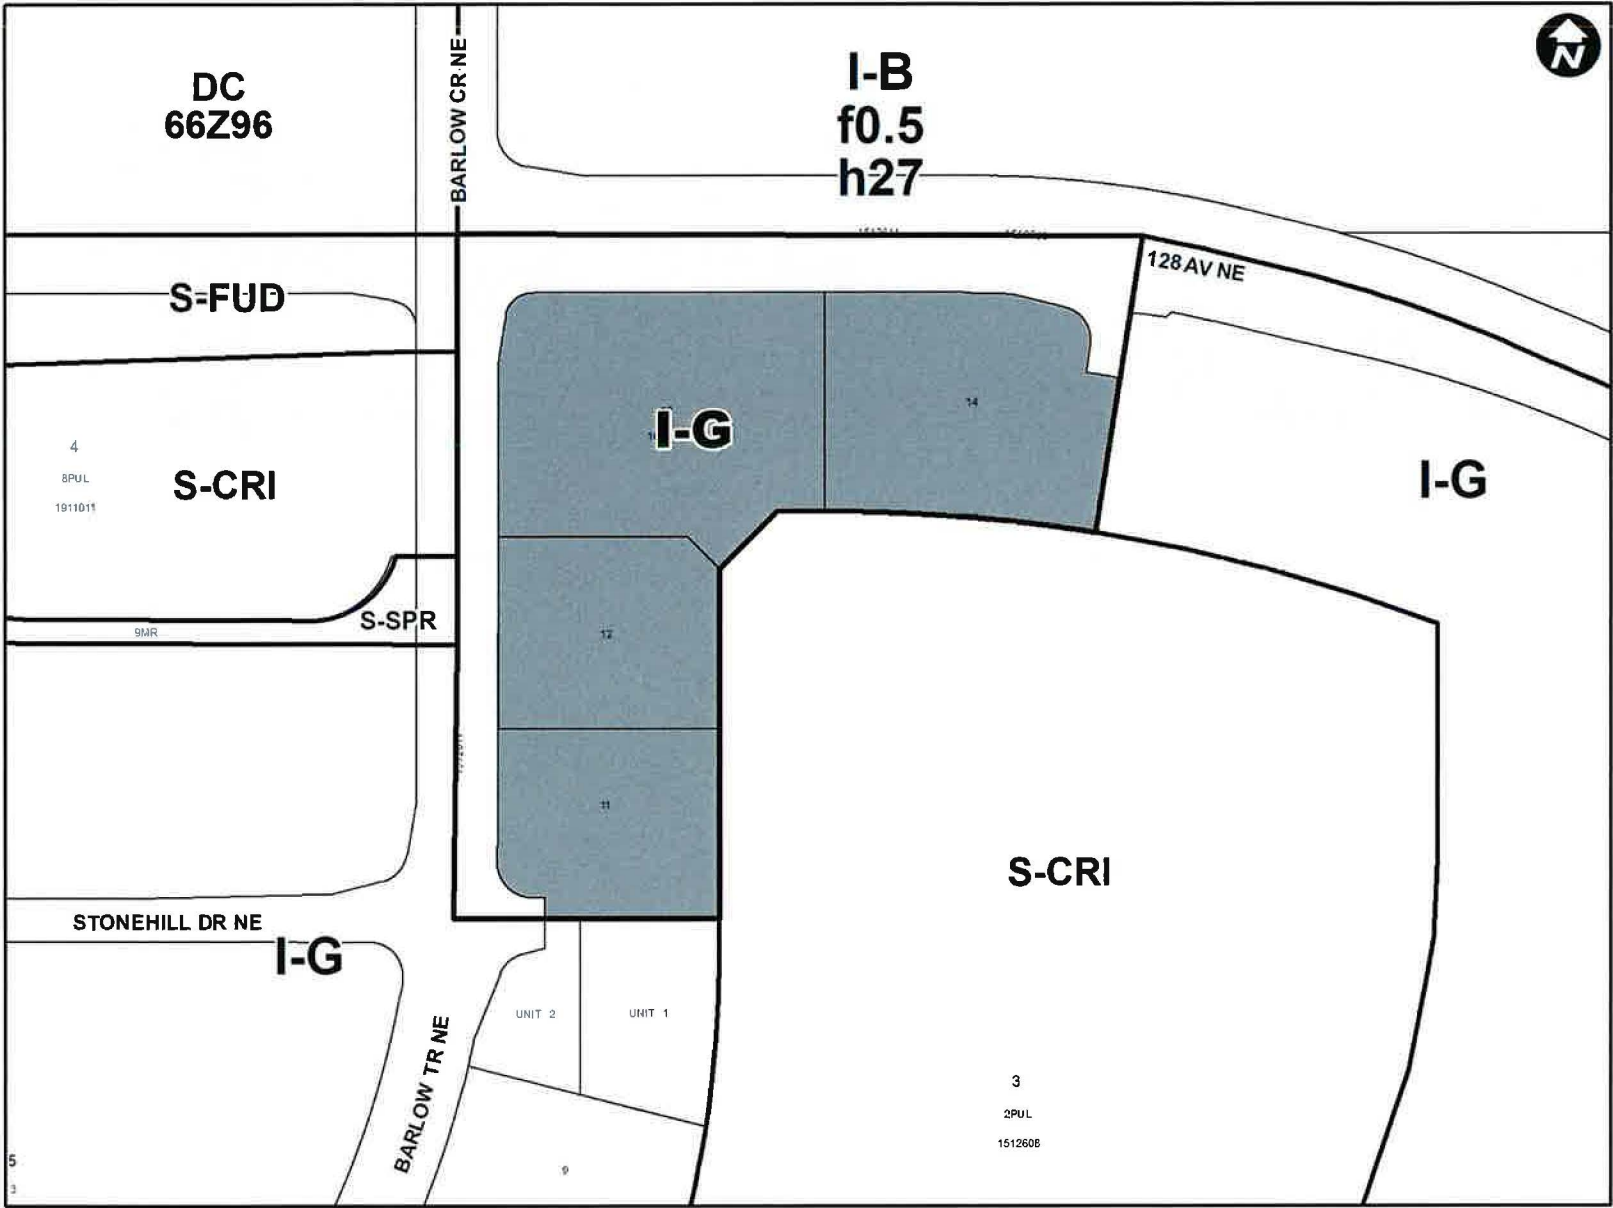 DC
66Z96
BARLOW CR NE
I-B
f0.5
h27
N
S-FUD
128 AV NE
I-G
14
I-G
4
8PUL
1911011
S-CRI
S-SPR
9MR
12
11
S-CRI
STONEHILL DR NE
I-G
UNIT 2
UNIT 1
BARLOW TR NE
3
2PUL
1512608
9
5